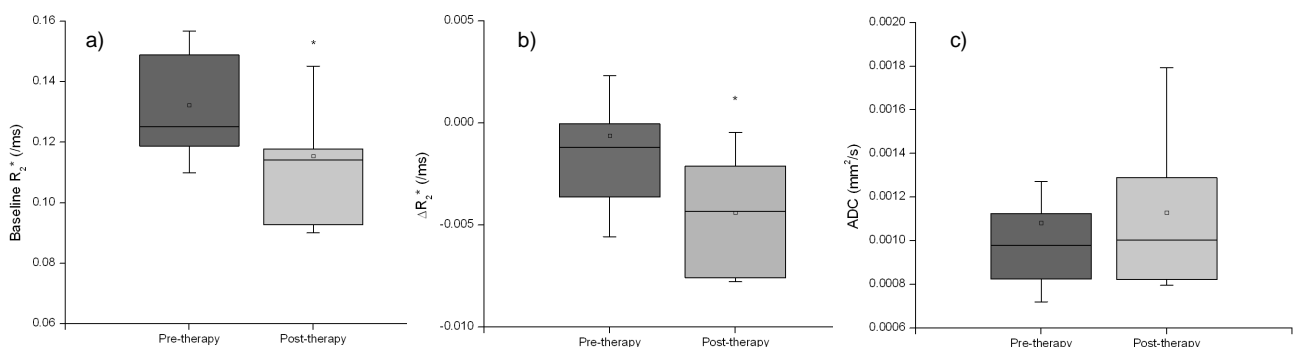 a)
*
Baseline R2* (/ms)
0.16
0.14
0.12
0.10
0.08
0.06
Pre-therapy Post-therapy
b)
*
ΔR2* (/ms)
0.005
0.000
-0.005
-0.010
Pre-therapy Post-therapy
c)
ADC (mm²/s)
0.0020
0.0018
0.0016
0.0014
0.0012
0.0010
0.0008
0.0006
Pre-therapy Post-therapy